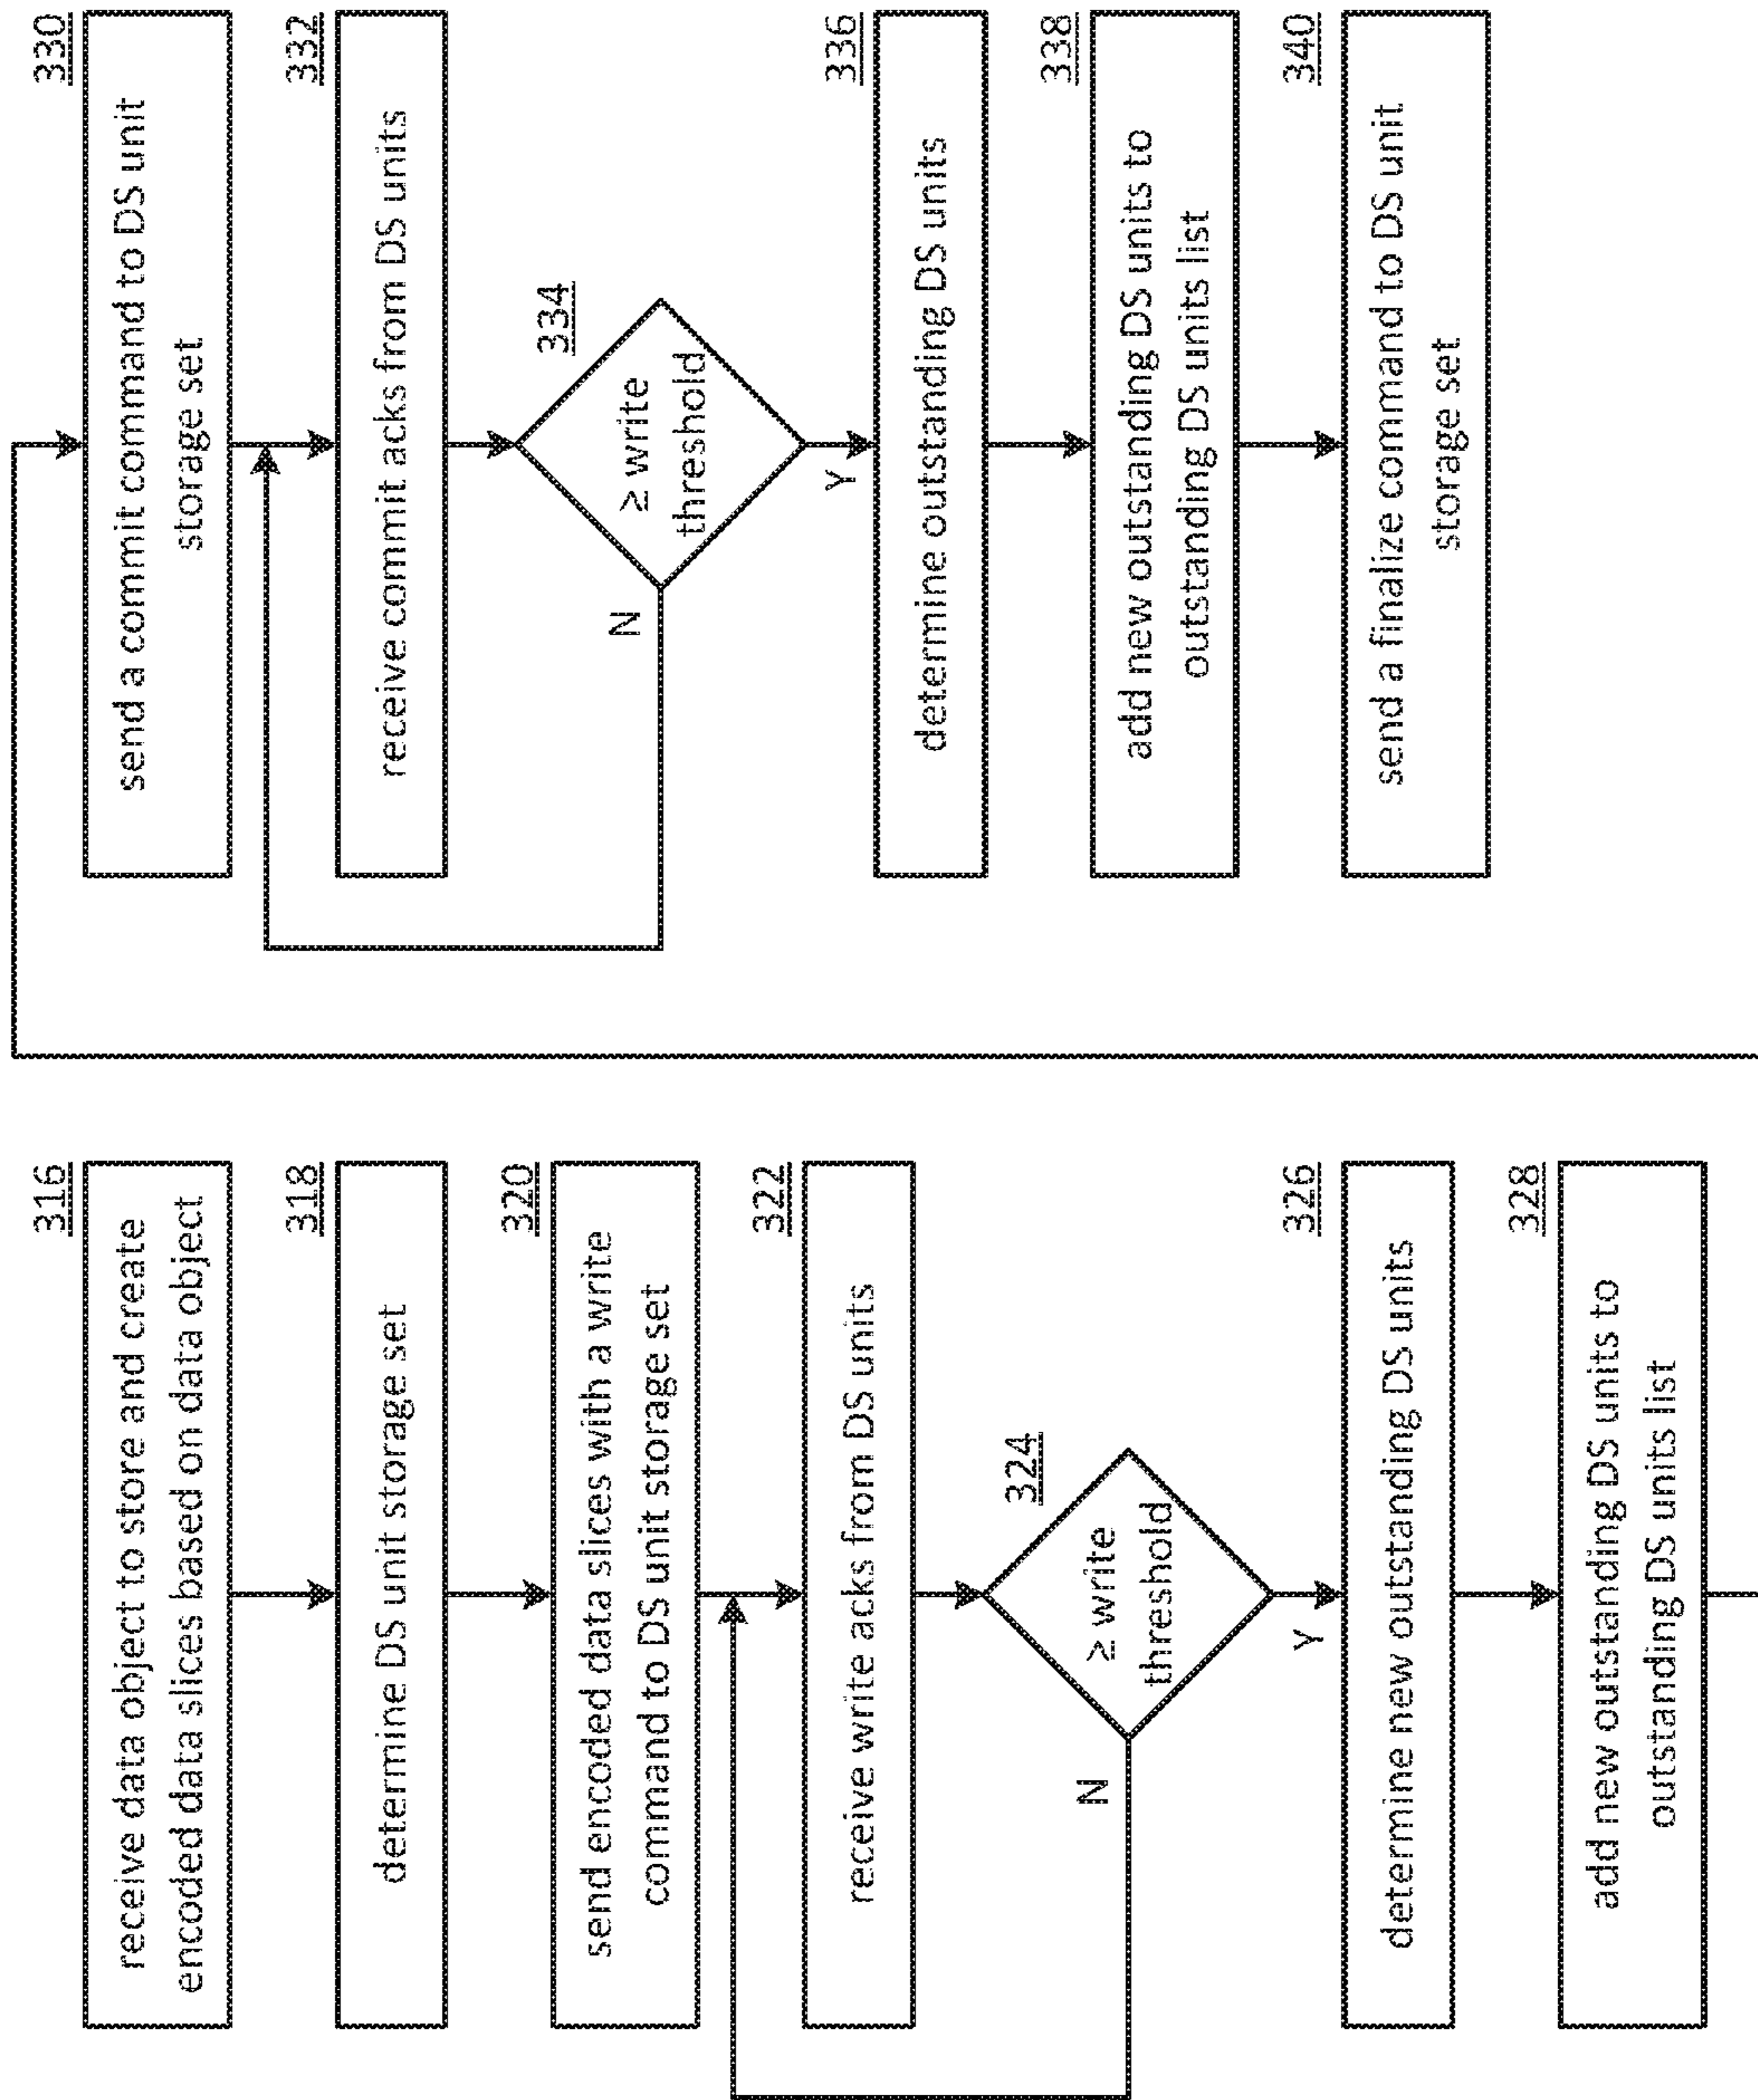 316
receive data object to store and create
encoded data slices based on data object
318
determine DS unit storage set
320
send encoded data slices with a write
command to DS unit storage set
322
receive write acks from DS units
324
≥ write
threshold
N
Y
326
determine new outstanding DS units
328
add new outstanding DS units to
outstanding DS units list
330
send a commit command to DS unit
storage set
332
receive commit acks from DS units
334
≥ write
threshold
N
Y
336
determine outstanding DS units
338
add new outstanding DS units to
outstanding DS units list
340
send a finalize command to DS unit
storage set